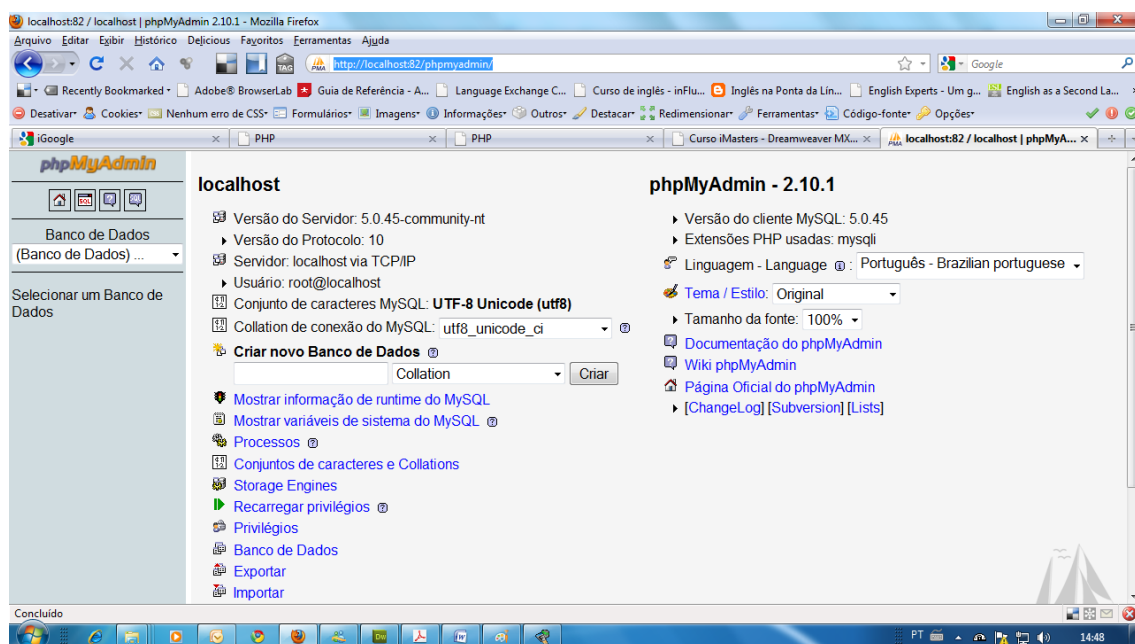 localhost:82 / localhost | phpMyAdmin 2.10.1 - Mozilla Firefox
Arquivo Editar Exibir Histórico Delicious Favoritos Ferramentas Ajuda
TAG http://localhost:82/phpmyadmin/ Google
Recently Bookmarked Adobe® BrowserLab Guia de Referência - A... Language Exchange C... Curso de inglês - inFlu... Inglês na Ponta da Lín... English Experts - Um g... English as a Second La...
Desativar Cookies Nenhum erro de CSS Formulários Imagens Informações Outros Destacar Redimensionar Ferramentas Código-fonte Opções
iGoogle PHP PHP Curso iMasters - Dreamweaver MX... localhost:82 / localhost | phpMyA...
phpMyAdmin
SQL
Banco de Dados
(Banco de Dados) ...
Selecionar um Banco de
Dados
localhost
Versão do Servidor: 5.0.45-community-nt
Versão do Protocolo: 10
Servidor: localhost via TCP/IP
Usuário: root@localhost
Conjunto de caracteres MySQL: UTF-8 Unicode (utf8)
Collation de conexão do MySQL: utf8_unicode_ci
Criar novo Banco de Dados
Collation Criar
Mostrar informação de runtime do MySQL
Mostrar variáveis de sistema do MySQL
Processos
Conjuntos de caracteres e Collations
Storage Engines
Recarregar privilégios
Privilégios
Banco de Dados
Exportar
Importar
phpMyAdmin - 2.10.1
Versão do cliente MySQL: 5.0.45
Extensões PHP usadas: mysqli
Linguagem - Language : Português - Brazilian portuguese
Tema / Estilo: Original
Tamanho da fonte: 100%
Documentação do phpMyAdmin
Wiki phpMyAdmin
Página Oficial do phpMyAdmin
[ChangeLog] [Subversion] [Lists]
Concluído
PT 14:48